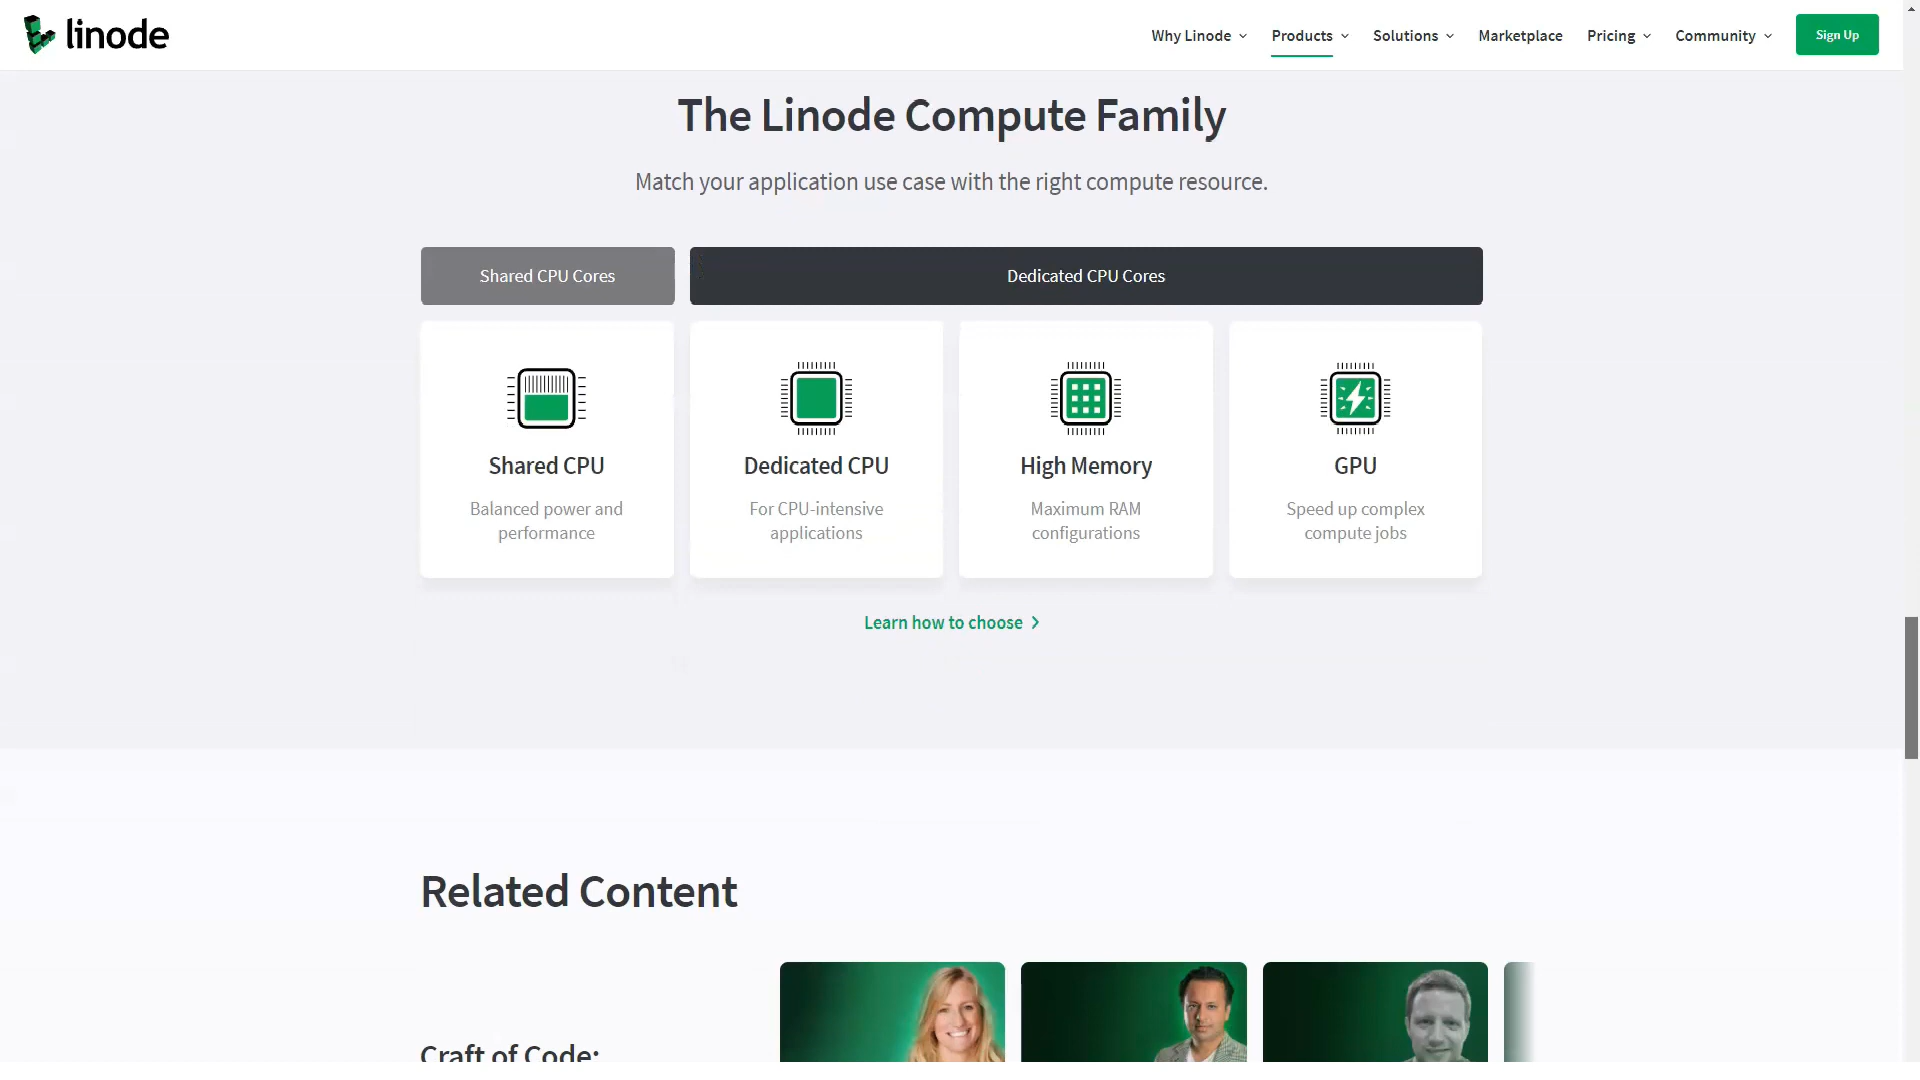 linode
Why Linode
Products
Solutions
Marketplace
Pricing
Community
Sign Up
The Linode Compute Family
Match your application use case with the right compute resource.
Shared CPU Cores
Dedicated CPU Cores
Shared CPU
Balanced power and
performance
Dedicated CPU
For CPU-intensive
applications
High Memory
Maximum RAM
configurations
GPU
Speed up complex
compute jobs
Learn how to choose
Related Content
Craft of Code: